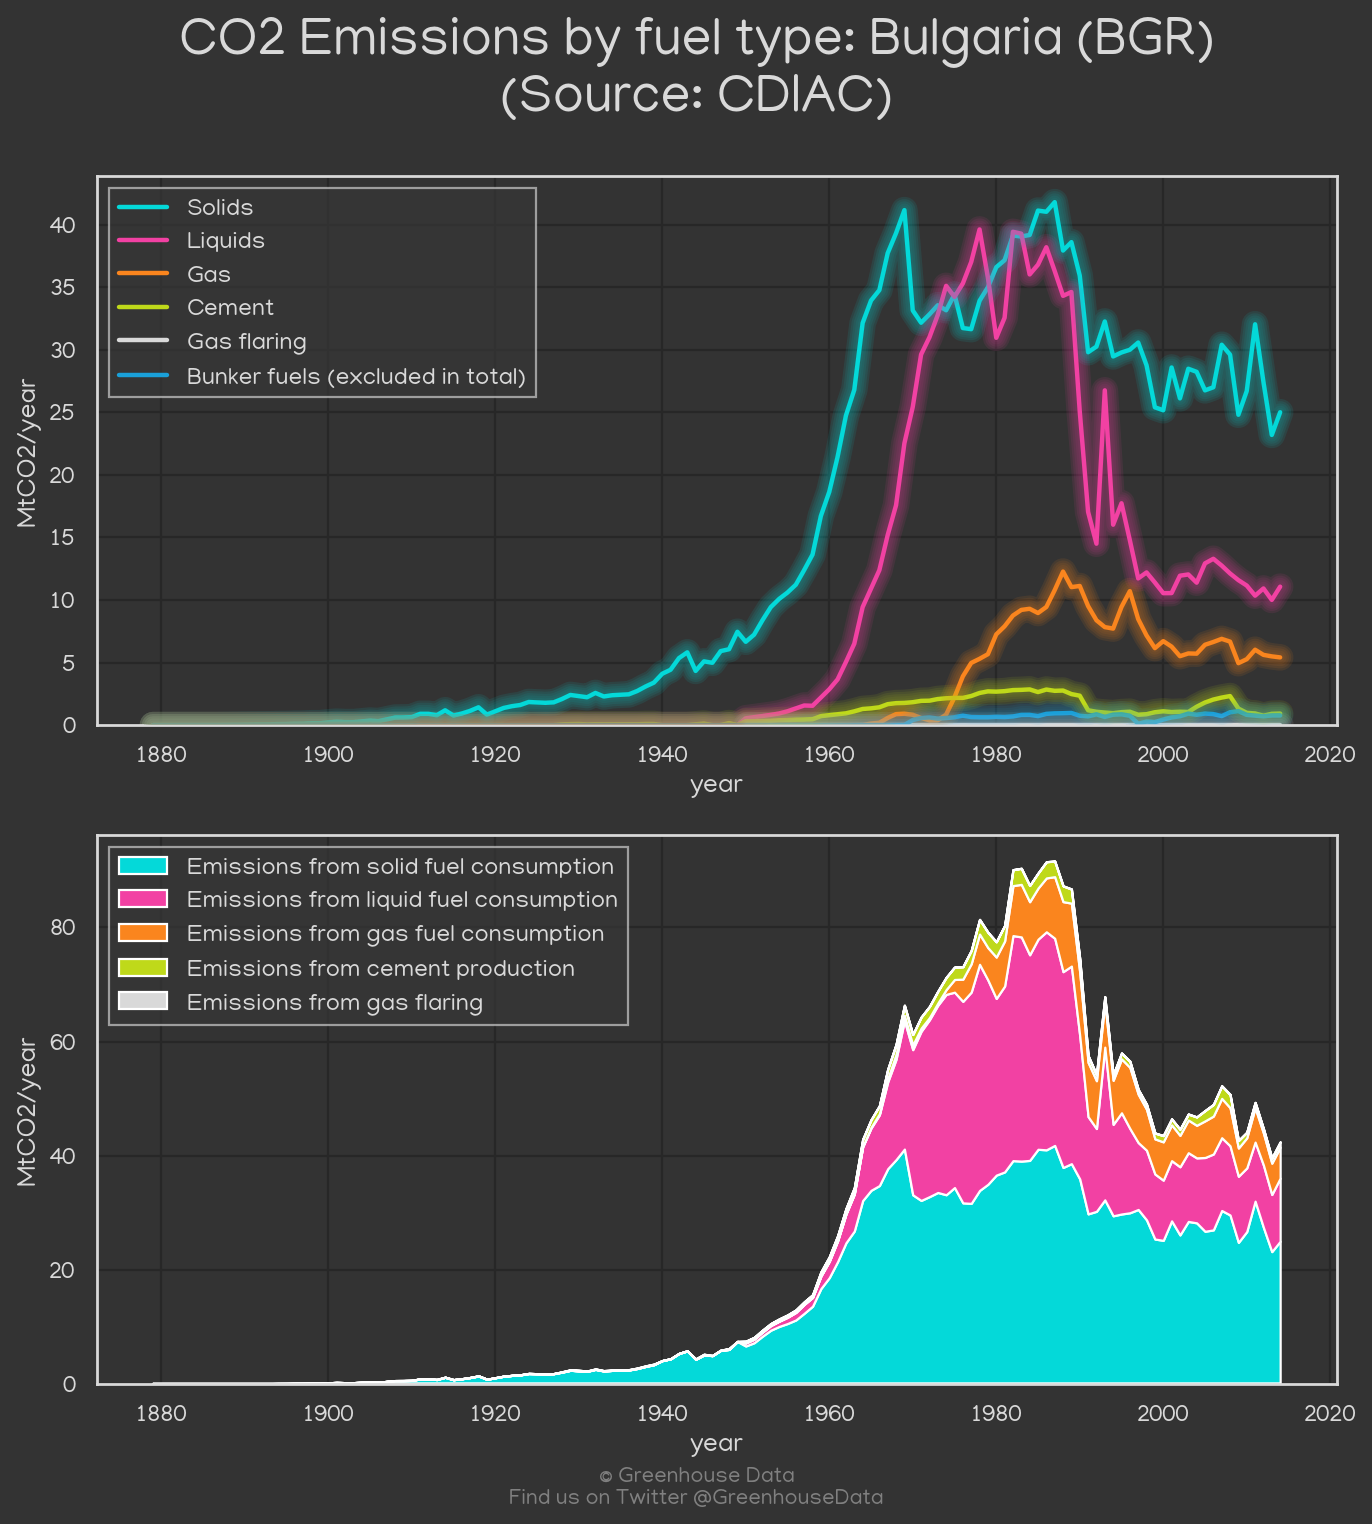 CO2 Emissions by fuel type: Bulgaria (BGR)
(Source: CDIAC)
Solids
Liquids
Gas
Cement
Gas flaring
Bunker fuels (excluded in total)
MtCO2/year
40
35
30
25
20
15
10
5
0
1880 1900 1920 1940 1960 1980 2000 2020
year
Emissions from solid fuel consumption
Emissions from liquid fuel consumption
Emissions from gas fuel consumption
Emissions from cement production
Emissions from gas flaring
MtCO2/year
80
60
40
20
0
1880 1900 1920 1940 1960 1980 2000 2020
year
© Greenhouse Data
Find us on Twitter @GreenhouseData